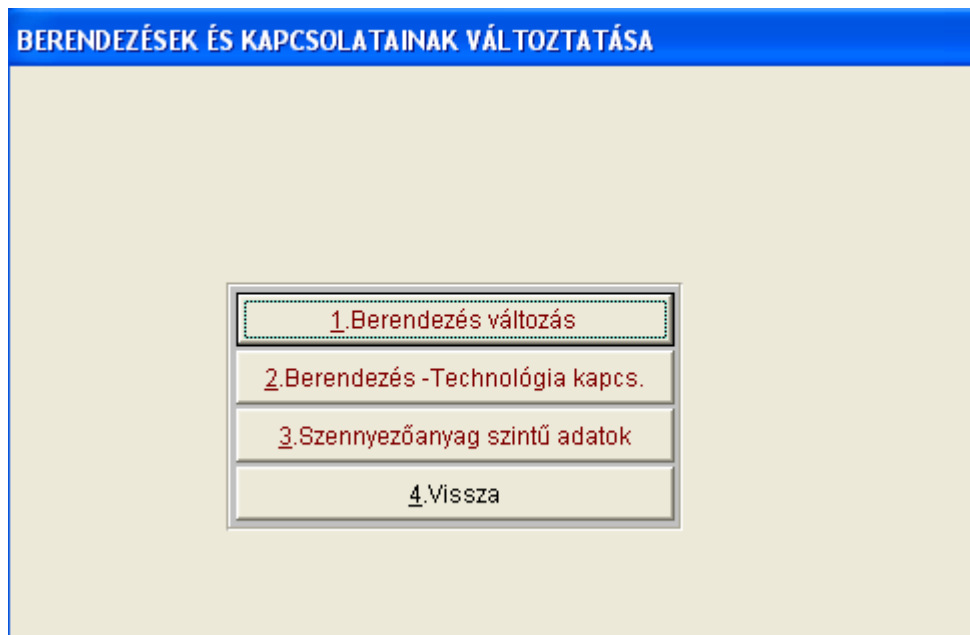 BERENDEZÉSEK ÉS KAPCSOLATAINAK VÁLTOZTATÁSA
1.Berendezés változás
2.Berendezés -Technológia kapcs.
3.Szennyezőanyag szintű adatok
4.Vissza